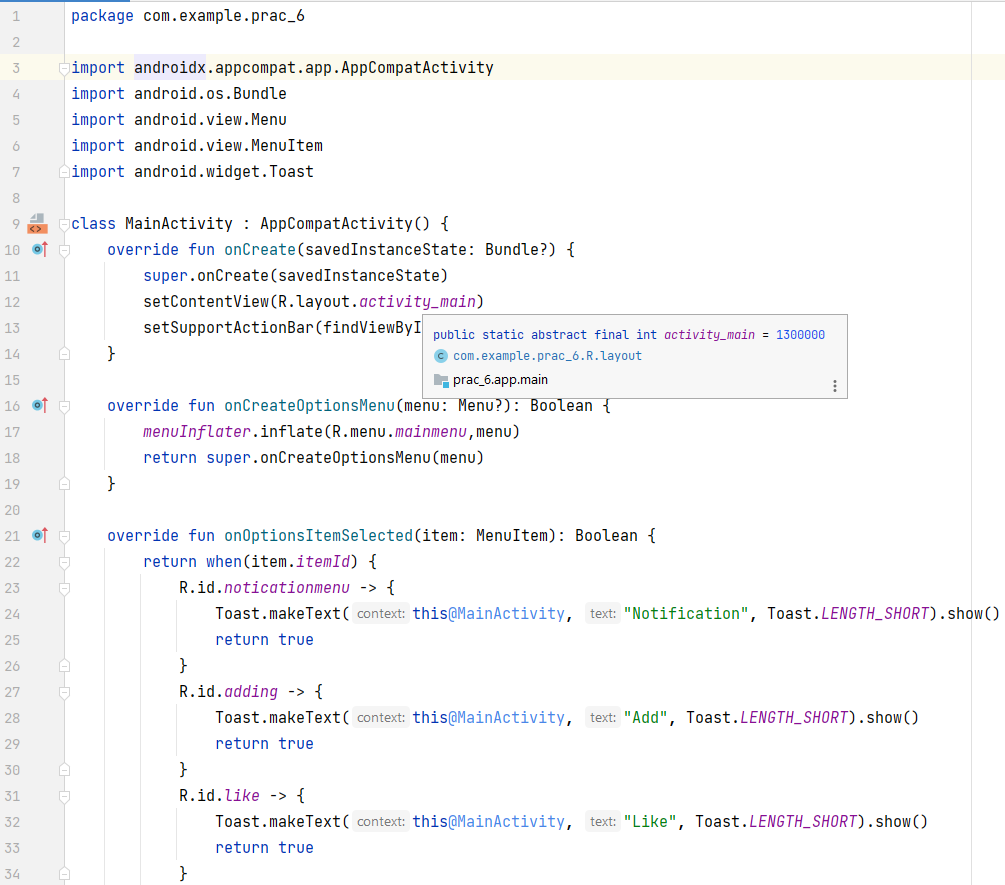 1 package com.example.prac_6
2
3 import androidx.appcompat.app.AppCompatActivity
4 import android.os.Bundle
5 import android.view.Menu
6 import android.view.MenuItem
7 import android.widget.Toast
8
9 class MainActivity : AppCompatActivity() {
10 override fun onCreate(savedInstanceState: Bundle?) {
11 super.onCreate(savedInstanceState)
12 setContentView(R.layout.activity_main)
13 setSupportActionBar(findViewByI
public static abstract final int activity_main = 1300000
C com.example.prac_6.R.layout
prac_6.app.main
14 }
15
16 override fun onCreateOptionsMenu(menu: Menu?): Boolean {
17 menuInflater.inflate(R.menu.mainmenu,menu)
18 return super.onCreateOptionsMenu(menu)
19 }
20
21 override fun onOptionsItemSelected(item: MenuItem): Boolean {
22 return when(item.itemId) {
23 R.id.noticationmenu -> {
24 Toast.makeText( context: this@MainActivity, text: "Notification", Toast.LENGTH_SHORT).show()
25 return true
26 }
27 R.id.adding -> {
28 Toast.makeText( context: this@MainActivity, text: "Add", Toast.LENGTH_SHORT).show()
29 return true
30 }
31 R.id.like -> {
32 Toast.makeText( context: this@MainActivity, text: "Like", Toast.LENGTH_SHORT).show()
33 return true
34 }